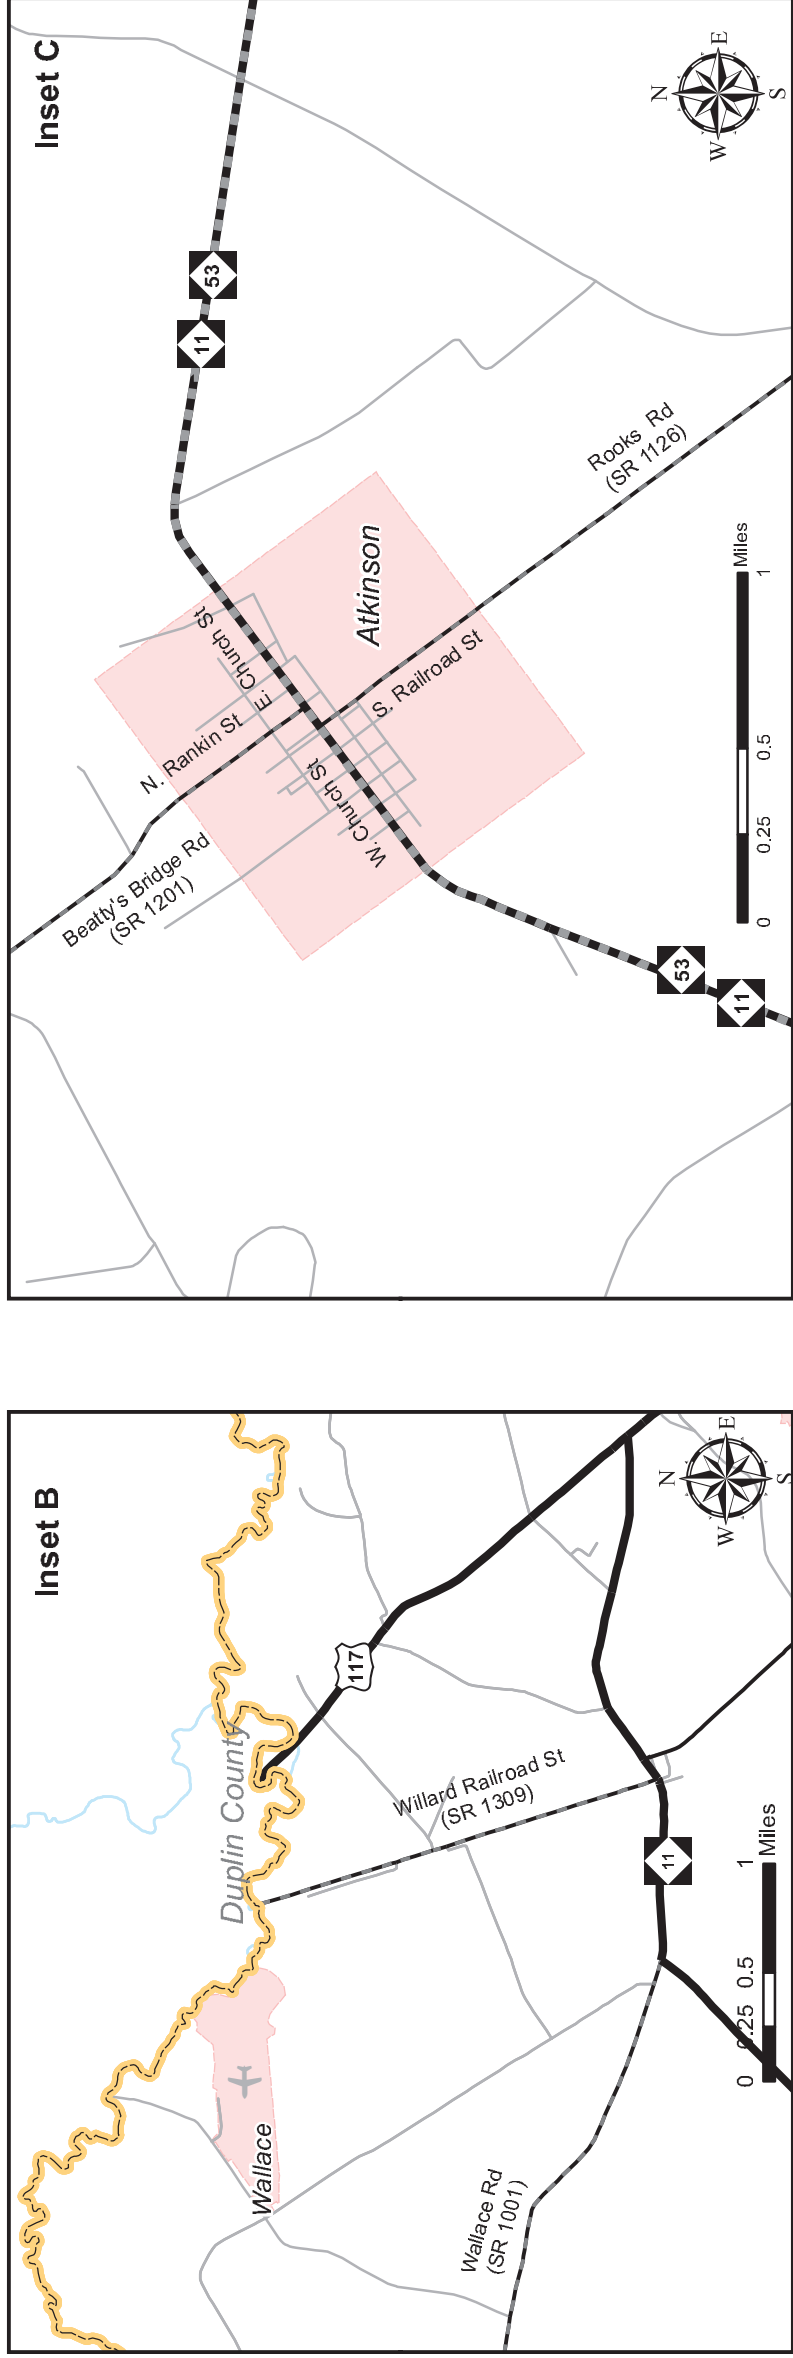 Inset B
Duplin County
Wallace
117
Willard Railroad St
(SR 1309)
11
Wallace Rd
(SR 1001)
N
W
E
S
0 0.25 0.5 1
Miles
Inset C
11
53
Beatty's Bridge Rd
(SR 1201)
N. Rankin St
E. Church St
W. Church St
Atkinson
S. Railroad St
Rooks Rd
(SR 1126)
53
11
N
W
E
S
0 0.25 0.5 1
Miles